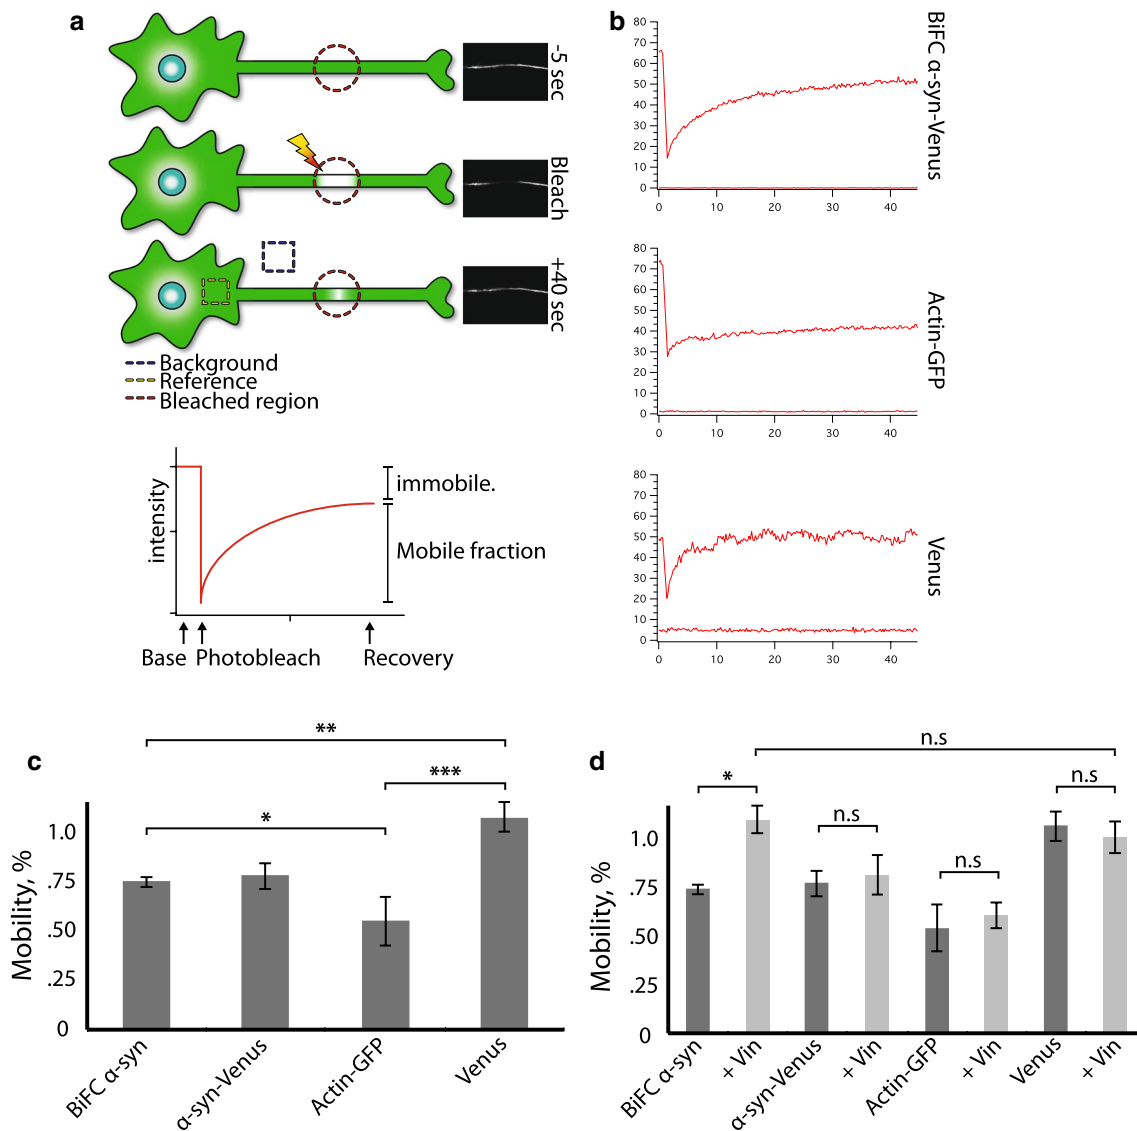 a
-5 sec
Bleach
+40 sec
Background
Reference
Bleached region
intensity
immobile.
Mobile fraction
Base
Photobleach
Recovery
b
80
70
60
50
40
30
20
10
0
0
10
20
30
40
BiFC α-syn-Venus
80
70
60
50
40
30
20
10
0
0
10
20
30
40
Actin-GFP
80
70
60
50
40
30
20
10
0
0
10
20
30
40
Venus
c
**
***
*
Mobility, %
1.0
.75
.50
.25
0
BiFC α-syn
α-syn-Venus
Actin-GFP
Venus
d
n.s
*
n.s
n.s
n.s
Mobility, %
1.0
.75
.50
.25
0
BiFC α-syn
+ Vin
α-syn-Venus
+ Vin
Actin-GFP
+ Vin
Venus
+ Vin